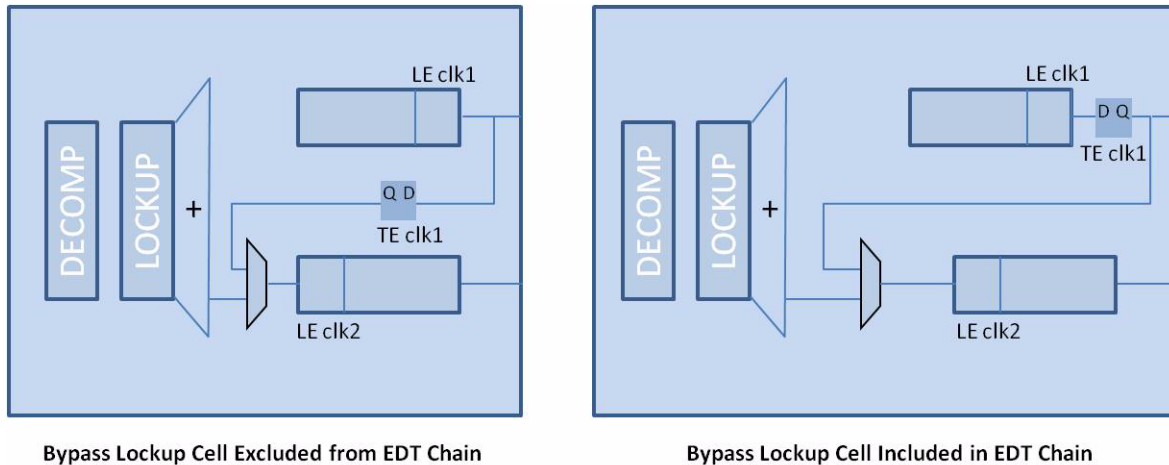 LE clk1
DECOMP
LOCKUP
+
Q D
TE clk1
LE clk2
Bypass Lockup Cell Excluded from EDT Chain
LE clk1
D Q
TE clk1
DECOMP
LOCKUP
+
LE clk2
Bypass Lockup Cell Included in EDT Chain